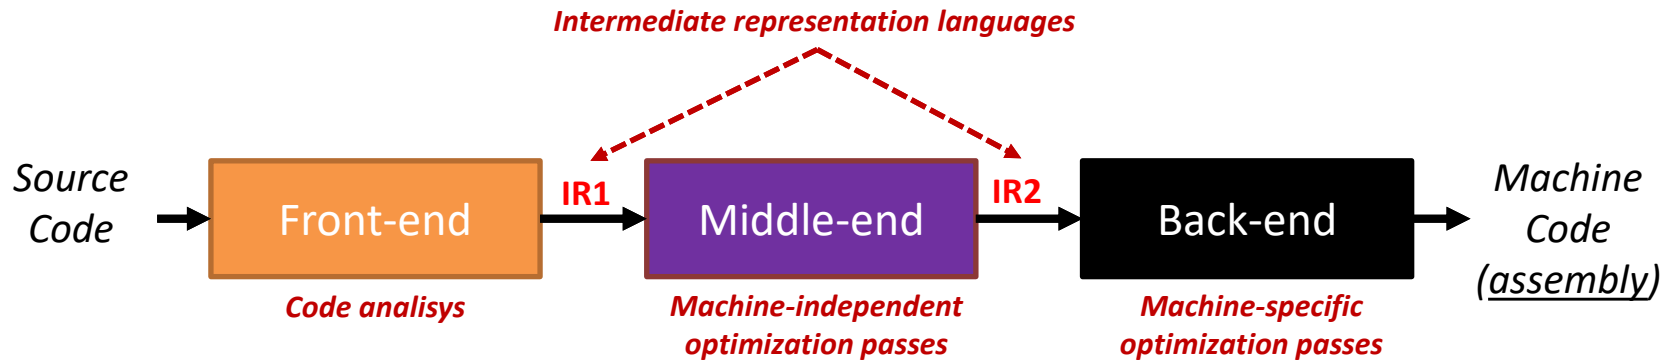 Intermediate representation languages
Source
Code
Front-end
IR1
Middle-end
IR2
Back-end
Machine
Code
(assembly)
Code analisys
Machine-independent
optimization passes
Machine-specific
optimization passes